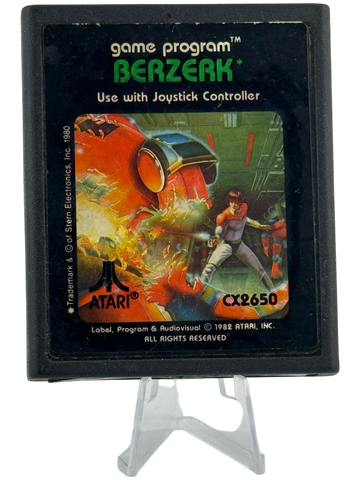 game program™
BERZERK*
Use with Joystick Controller
*Trademark & © of Stern Electronics, Inc. 1980
ATARI®
CX2650
Label, Program & Audiovisual © 1982 ATARI, INC.
ALL RIGHTS RESERVED